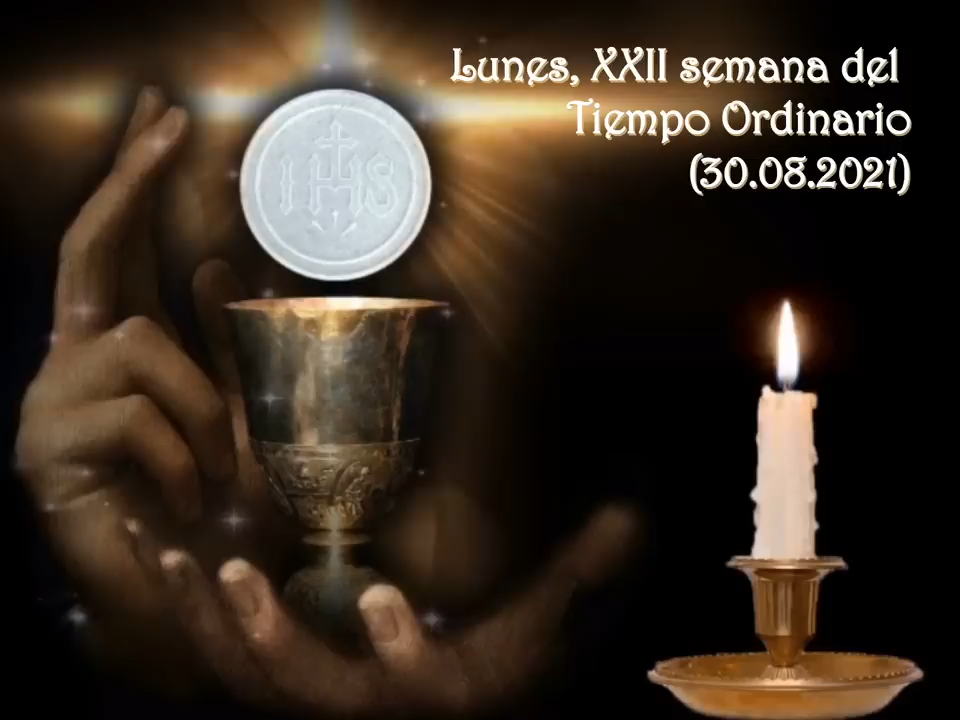 Lunes, XXII semana del
Tiempo Ordinario
(30.08.2021)
IHS